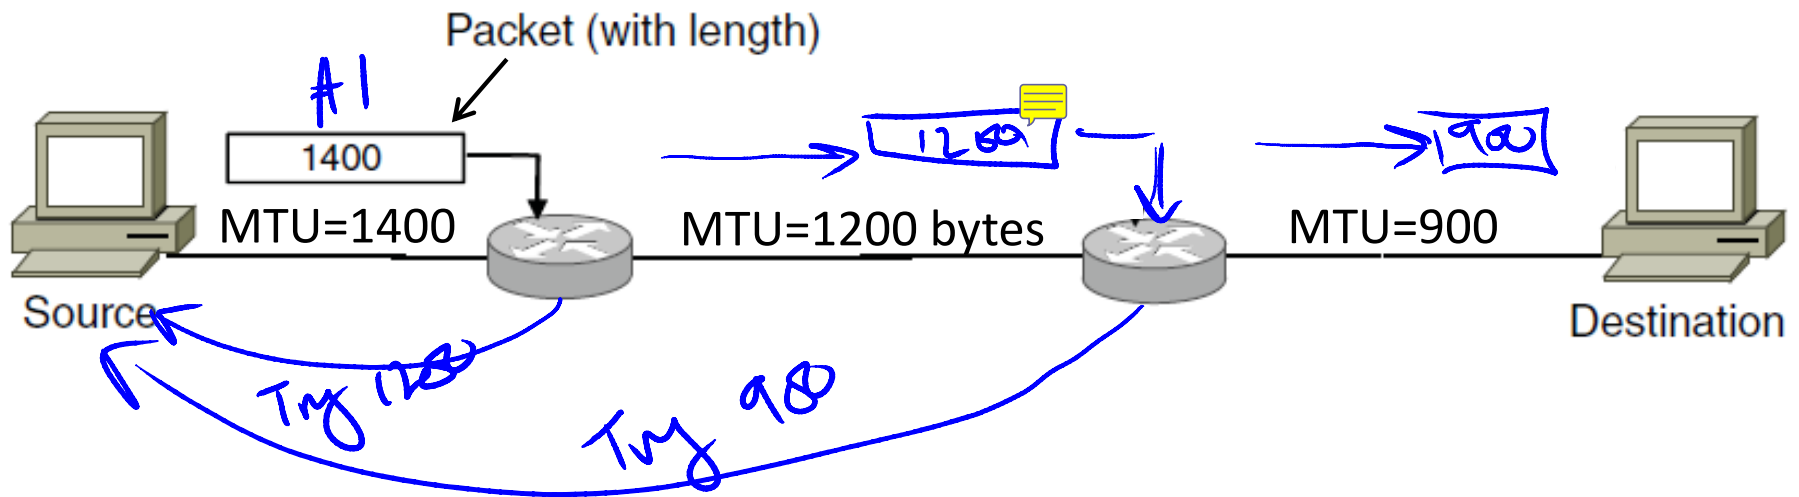 Packet (with length)
#1
1400
1200
900
MTU=1400
MTU=1200 bytes
MTU=900
Source
Destination
Try 1200
Try 900